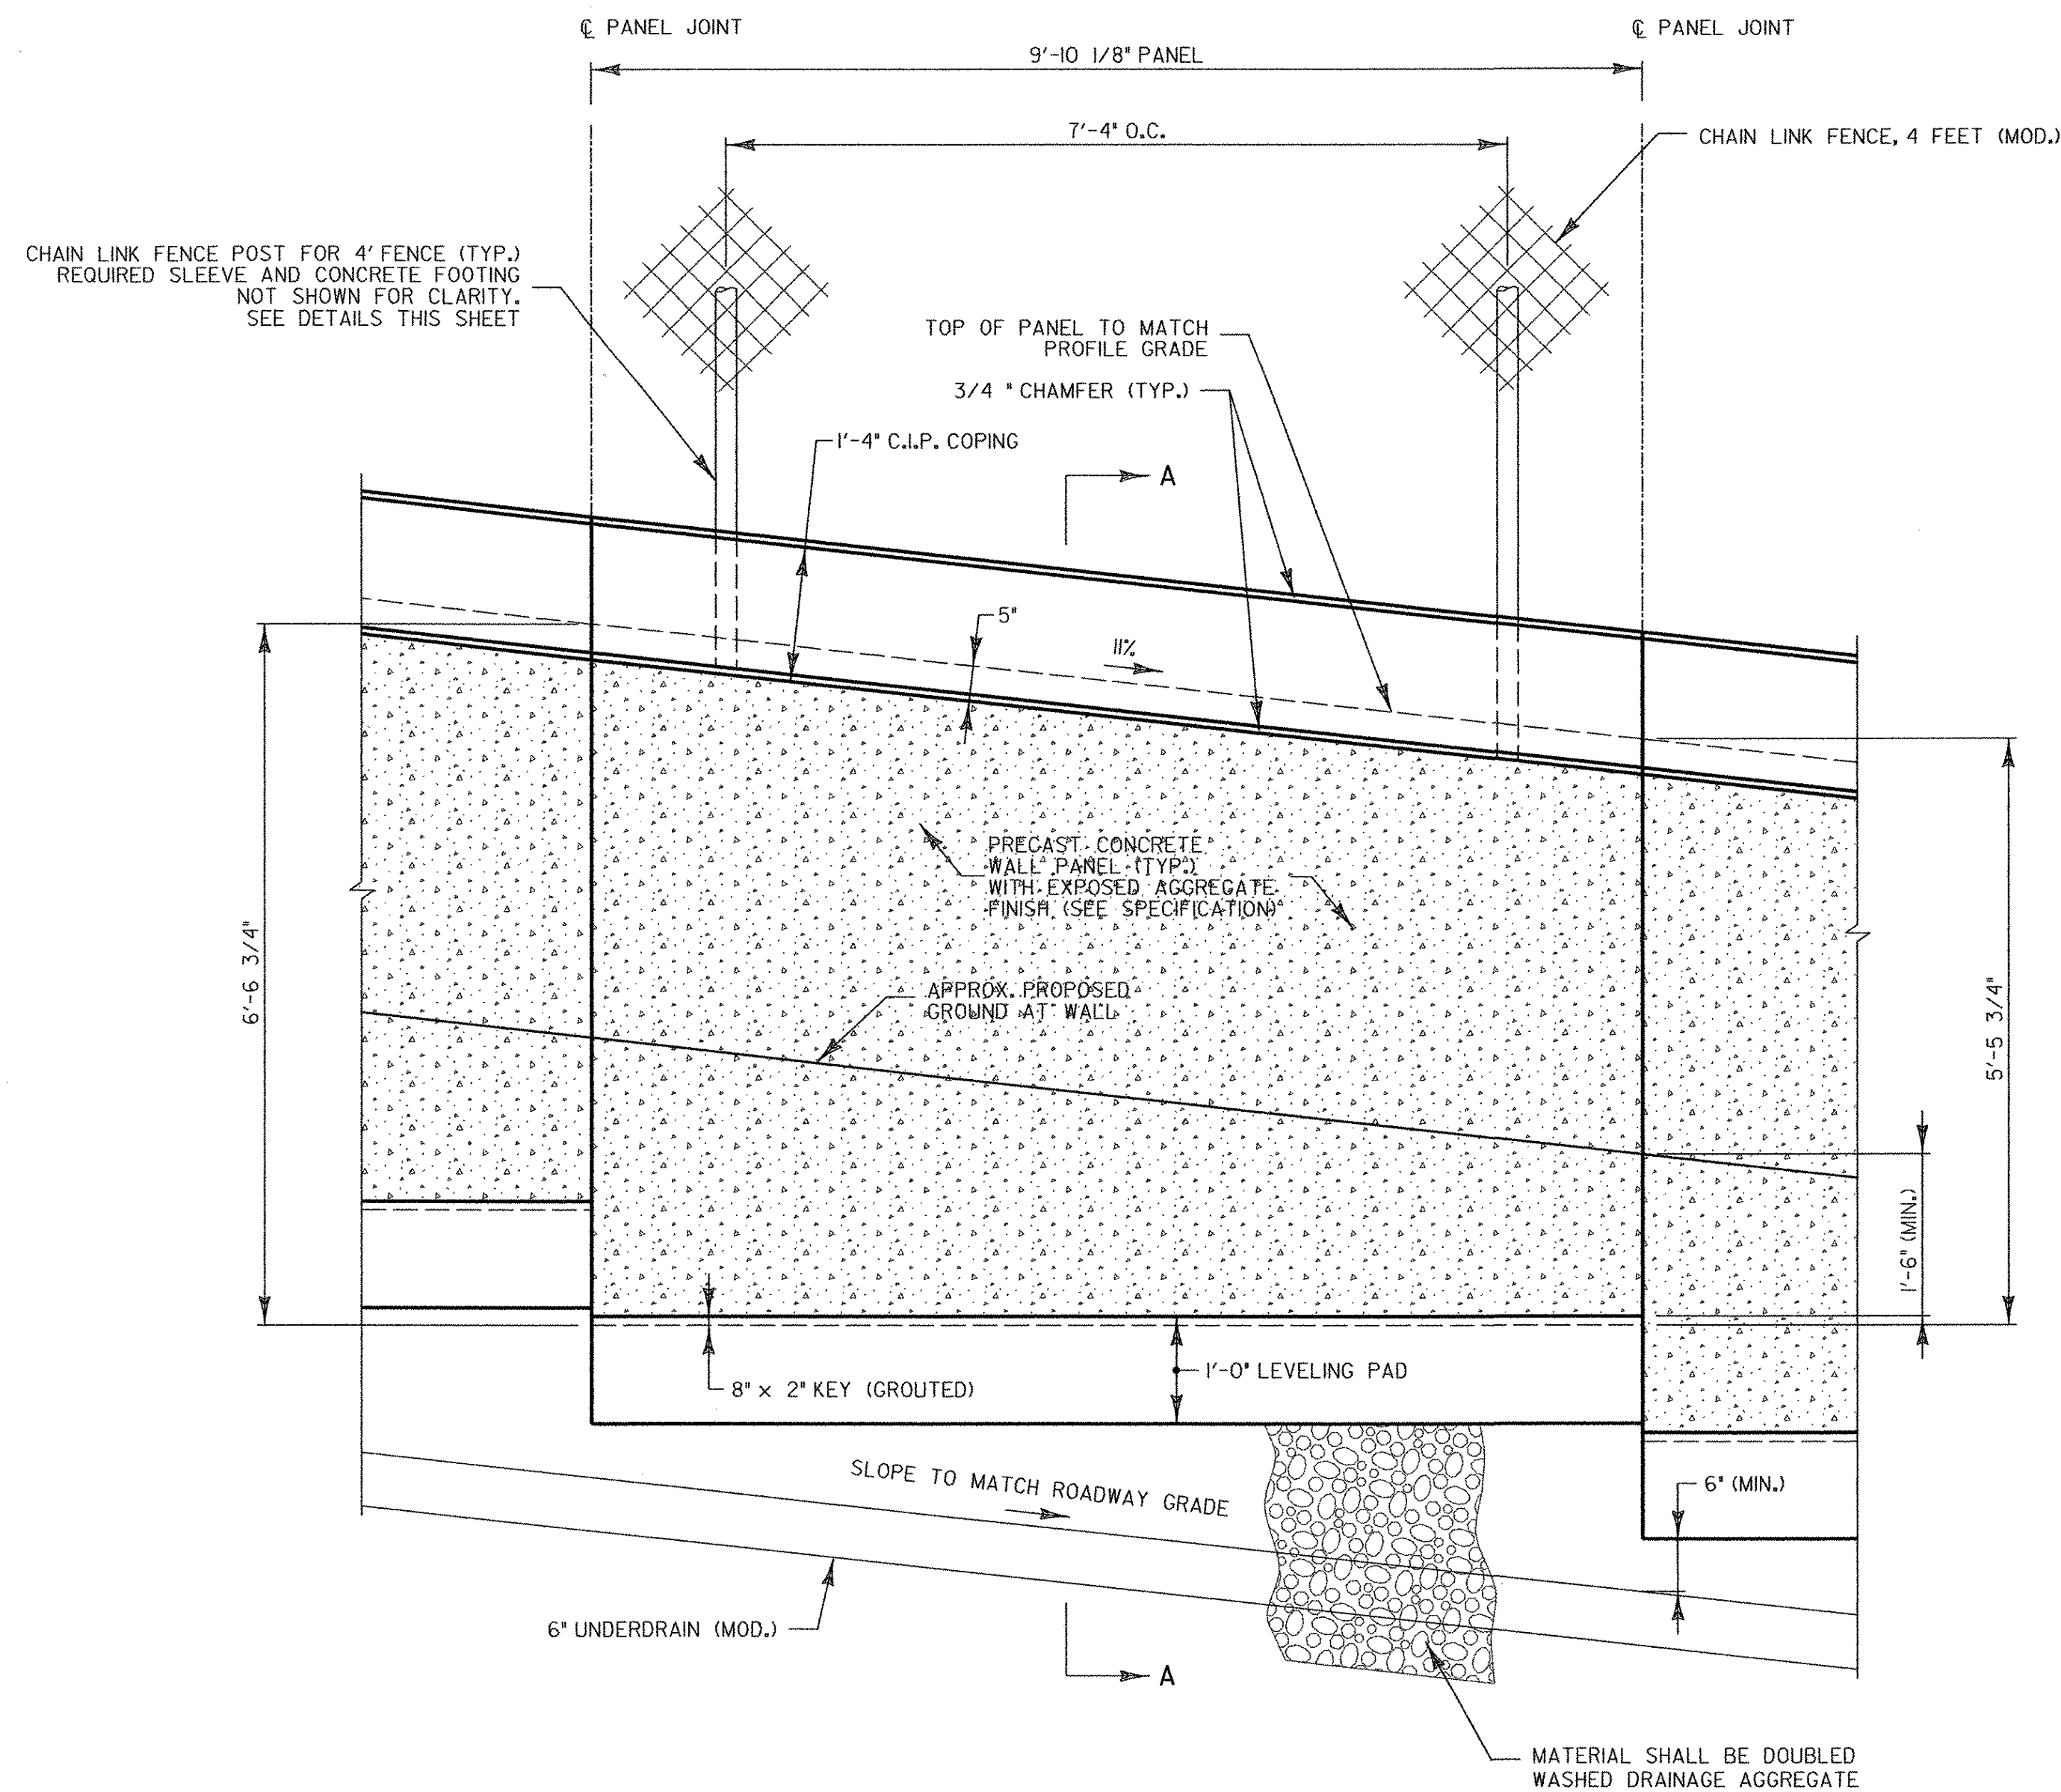 ℄ PANEL JOINT
℄ PANEL JOINT
9'-10 1/8" PANEL
7'-4" O.C.
CHAIN LINK FENCE, 4 FEET (MOD.)
CHAIN LINK FENCE POST FOR 4' FENCE (TYP.)
REQUIRED SLEEVE AND CONCRETE FOOTING
NOT SHOWN FOR CLARITY.
SEE DETAILS THIS SHEET
TOP OF PANEL TO MATCH
PROFILE GRADE
3/4 " CHAMFER (TYP.)
1'-4" C.I.P. COPING
A
5"
11%
PRECAST CONCRETE
WALL PANEL (TYP.)
WITH EXPOSED AGGREGATE
FINISH (SEE SPECIFICATION)
6'-6 3/4"
APPROX. PROPOSED
GROUND AT WALL
5'-5 3/4"
1'-6" (MIN.)
8" x 2" KEY (GROUTED)
1'-0" LEVELING PAD
SLOPE TO MATCH ROADWAY GRADE
6" (MIN.)
6" UNDERDRAIN (MOD.)
A
MATERIAL SHALL BE DOUBLED
WASHED DRAINAGE AGGREGATE